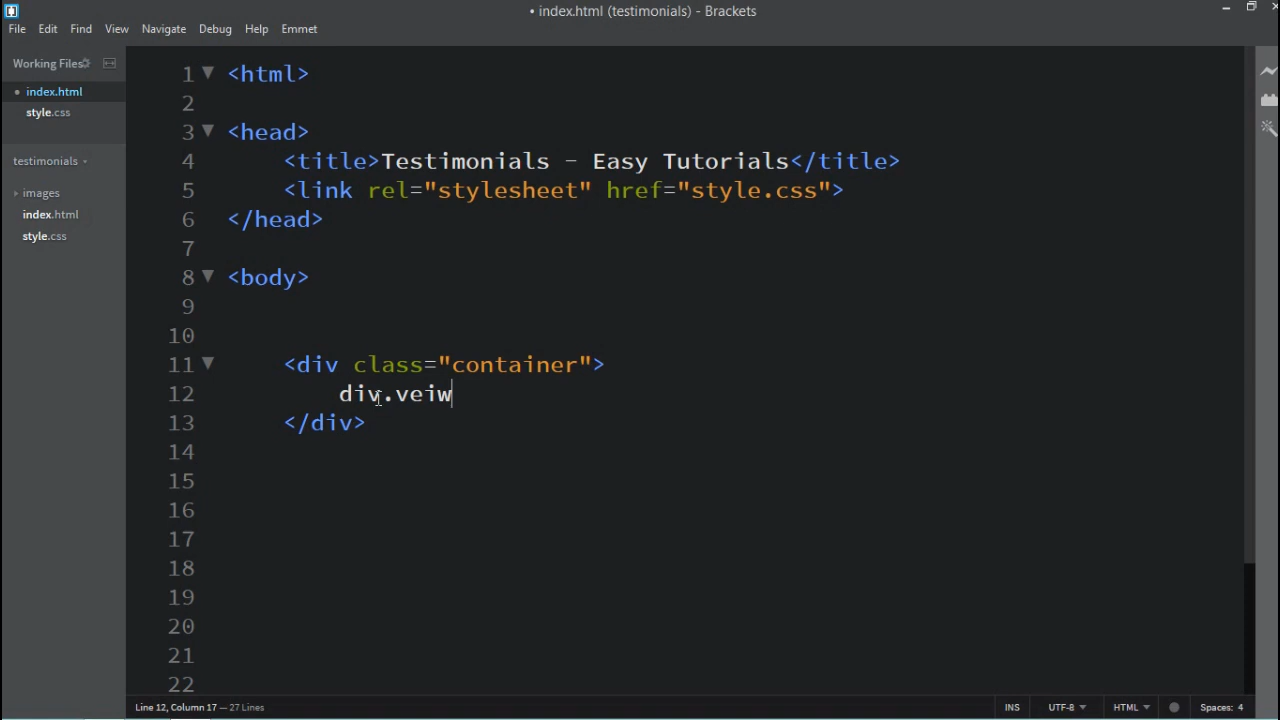 • index.html (testimonials) - Brackets
File Edit Find View Navigate Debug Help Emmet
Working Files
index.html
style.css
testimonials
images
index.html
style.css
1 <html>
2
3 <head>
4 <title>Testimonials - Easy Tutorials</title>
5 <link rel="stylesheet" href="style.css">
6 </head>
7
8 <body>
9
10
11 <div class="container">
12 div.veiw
13 </div>
14
15
16
17
18
19
20
21
22
Line 12, Column 17 — 27 Lines
INS UTF-8 HTML Spaces: 4